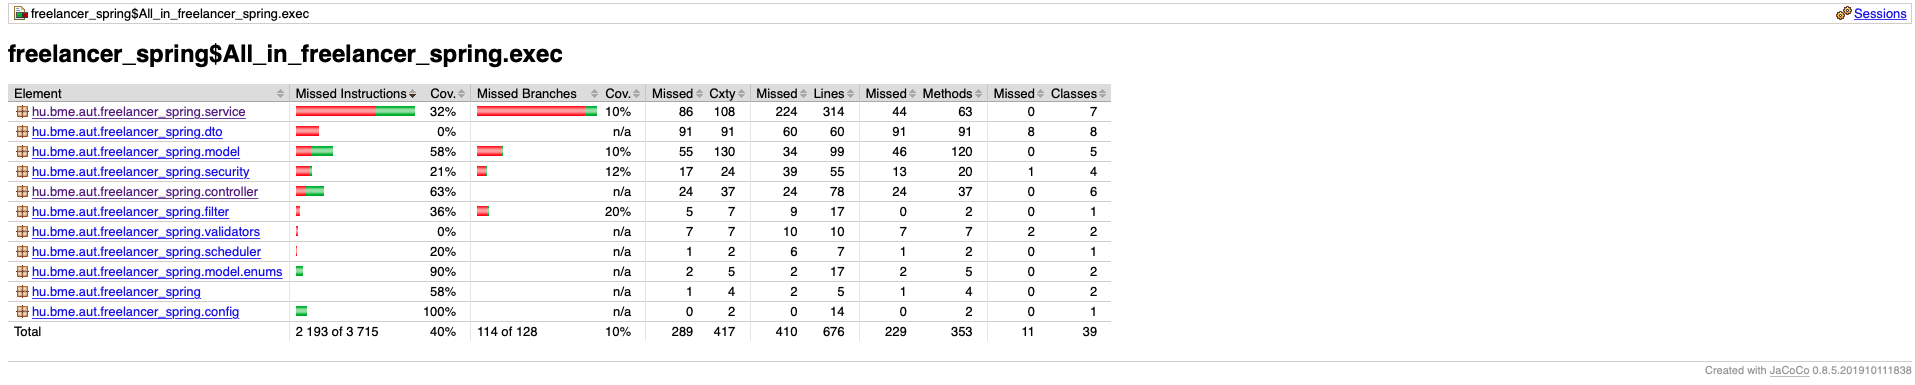 freelancer_spring$All_in_freelancer_spring.exec Sessions
freelancer_spring$All_in_freelancer_spring.exec
Element Missed Instructions Cov. Missed Branches Cov. Missed Cxty Missed Lines Missed Methods Missed Classes
hu.bme.aut.freelancer_spring.service 32% 10% 86 108 224 314 44 63 0 7
hu.bme.aut.freelancer_spring.dto 0% n/a 91 91 60 60 91 91 8 8
hu.bme.aut.freelancer_spring.model 58% 10% 55 130 34 99 46 120 0 5
hu.bme.aut.freelancer_spring.security 21% 12% 17 24 39 55 13 20 1 4
hu.bme.aut.freelancer_spring.controller 63% n/a 24 37 24 78 24 37 0 6
hu.bme.aut.freelancer_spring.filter 36% 20% 5 7 9 17 0 2 0 1
hu.bme.aut.freelancer_spring.validators 0% n/a 7 7 10 10 7 7 2 2
hu.bme.aut.freelancer_spring.scheduler 20% n/a 1 2 6 7 1 2 0 1
hu.bme.aut.freelancer_spring.model.enums 90% n/a 2 5 2 17 2 5 0 2
hu.bme.aut.freelancer_spring 58% n/a 1 4 2 5 1 4 0 2
hu.bme.aut.freelancer_spring.config 100% n/a 0 2 0 14 0 2 0 1
Total 2 193 of 3 715 40% 114 of 128 10% 289 417 410 676 229 353 11 39
Created with JaCoCo 0.8.5.201910111838